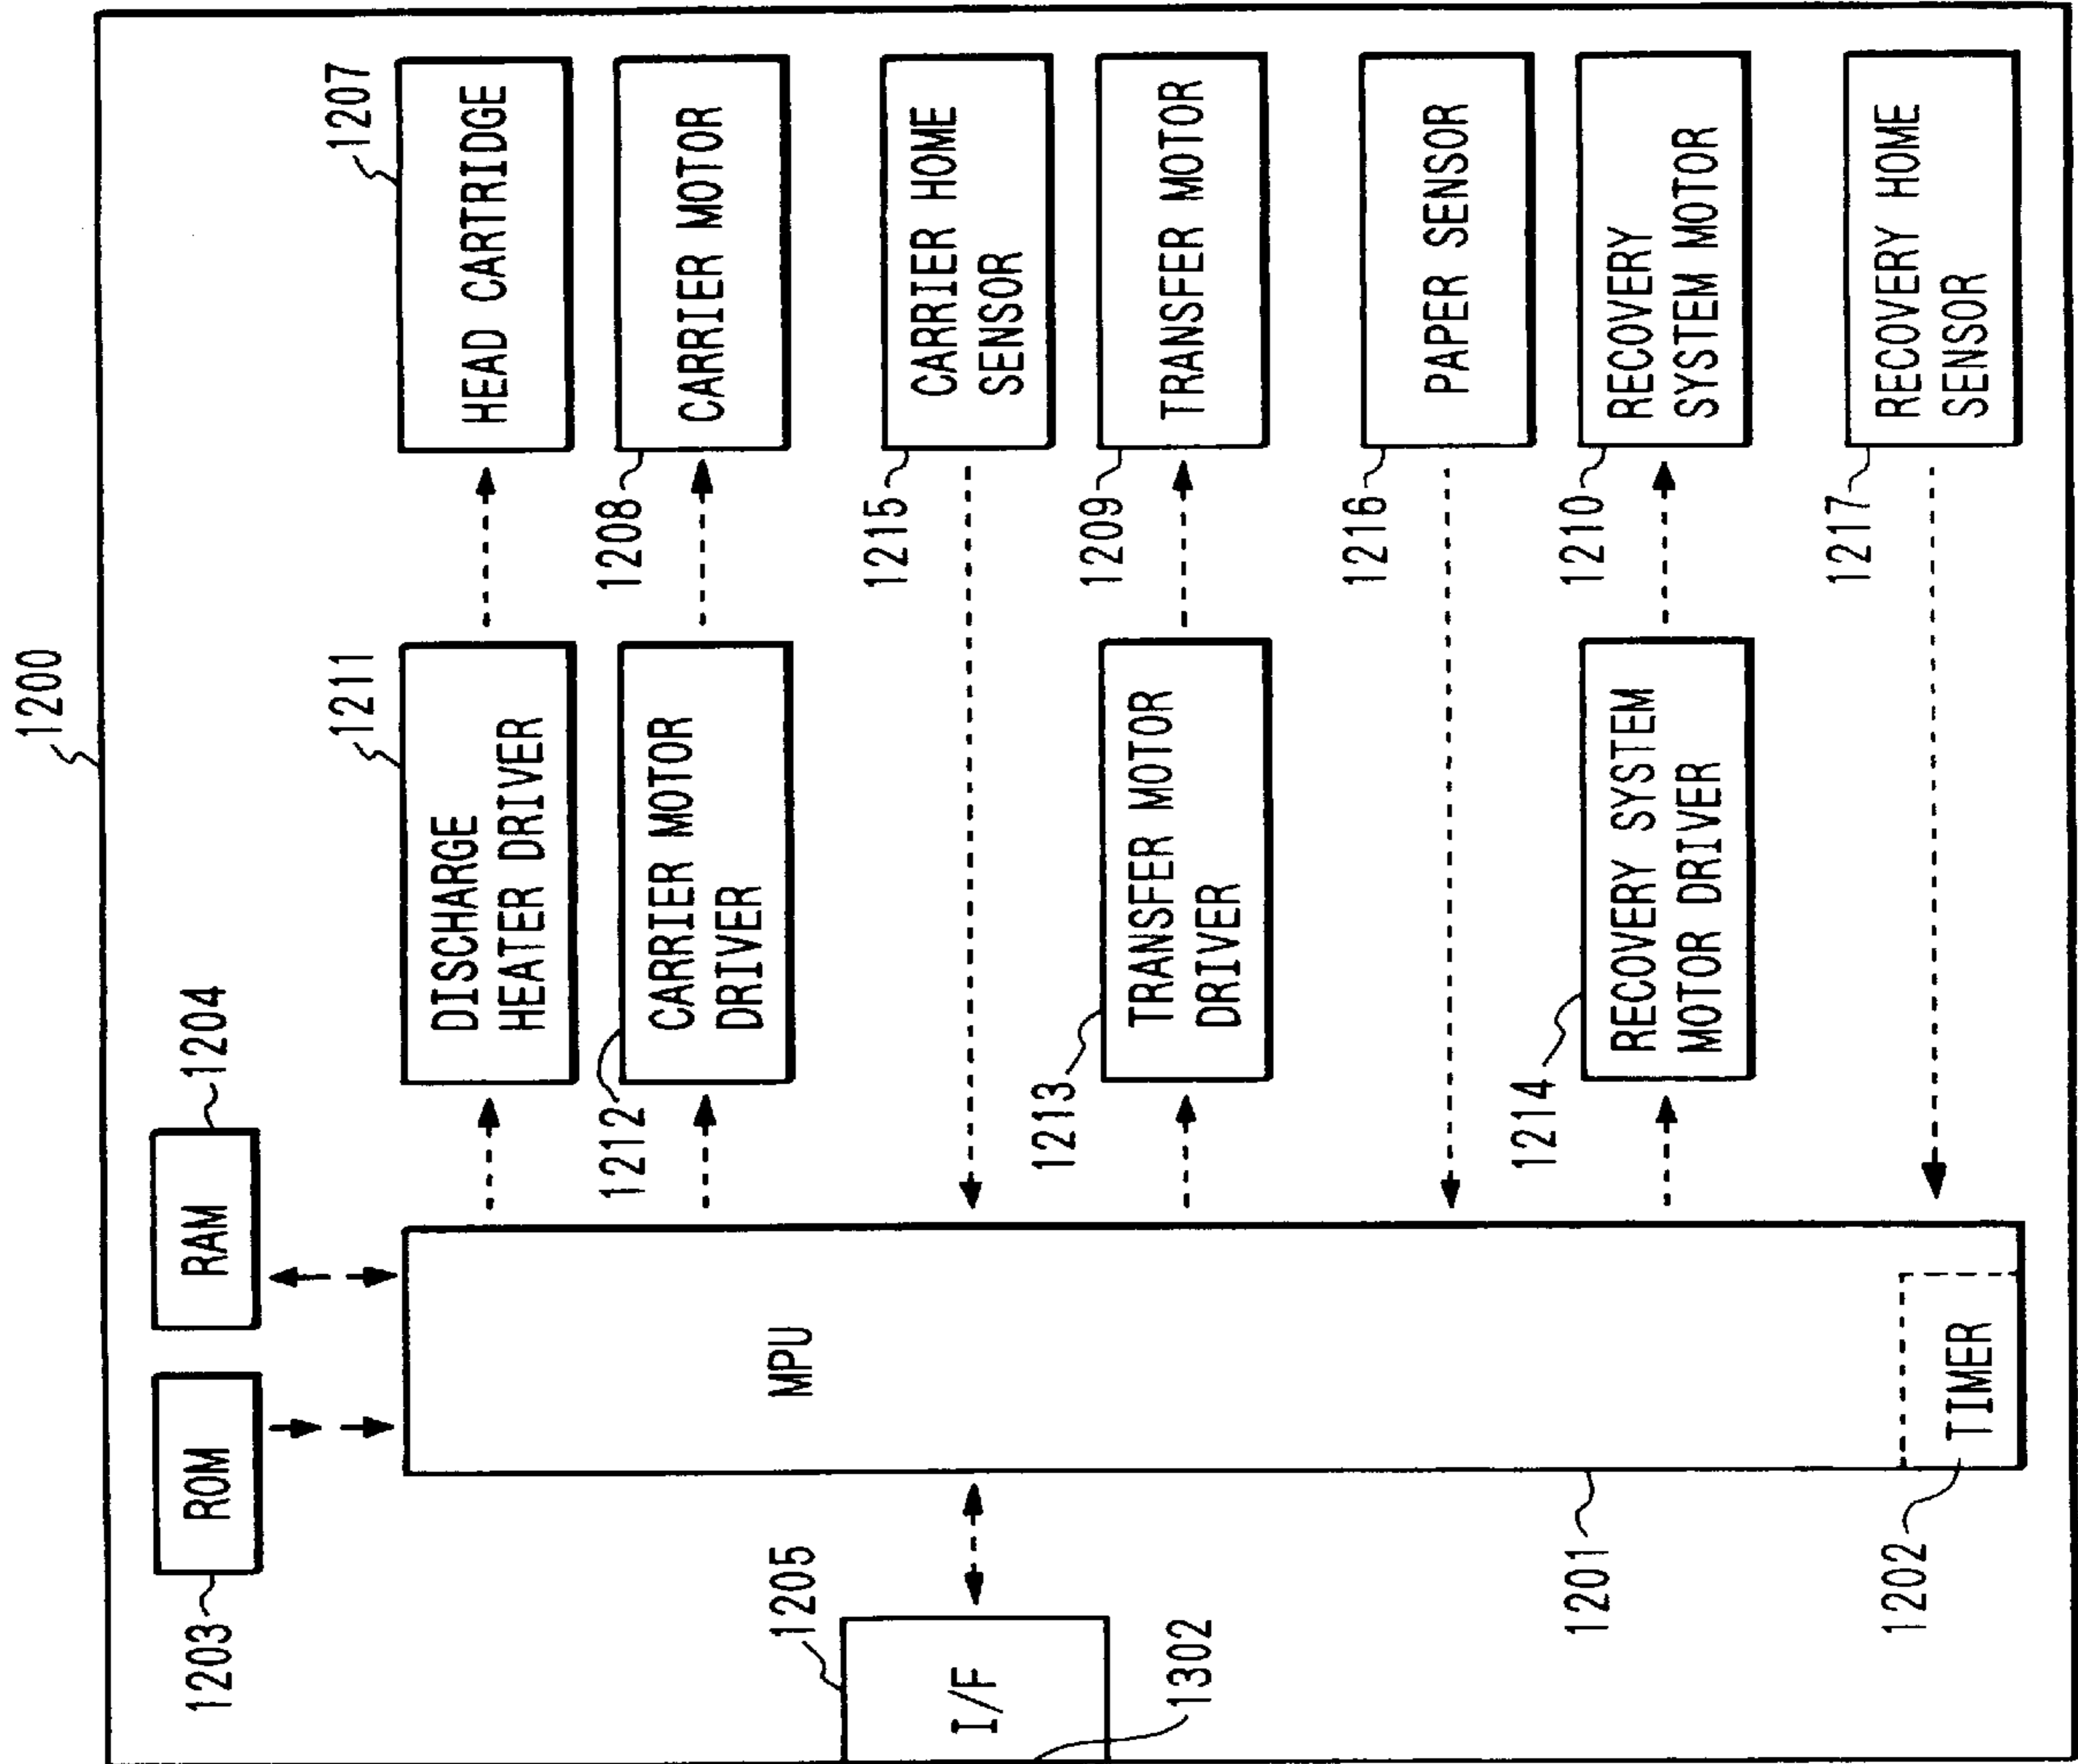 1200
1203
ROM
RAM
1204
1211
DISCHARGE
HEATER DRIVER
1207
HEAD CARTRIDGE
1212
CARRIER MOTOR
DRIVER
1208
CARRIER MOTOR
1205
I/F
1302
MPU
1215
CARRIER HOME
SENSOR
1213
TRANSFER MOTOR
DRIVER
1209
TRANSFER MOTOR
1216
PAPER SENSOR
1201
1214
RECOVERY SYSTEM
MOTOR DRIVER
1210
RECOVERY
SYSTEM MOTOR
1202
TIMER
1217
RECOVERY HOME
SENSOR